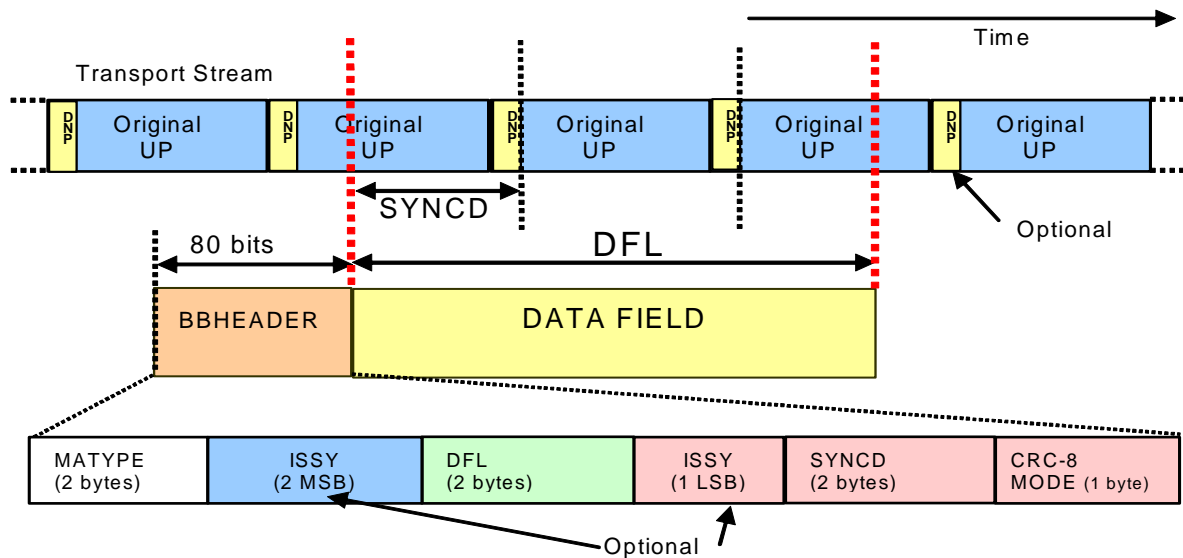 Time
Transport Stream
DNP
Original
UP
DNP
Original
UP
DNP
Original
UP
DNP
Original
UP
DNP
Original
UP
SYNCD
Optional
80 bits
DFL
BBHEADER
DATA FIELD
MATYPE
(2 bytes)
ISSY
(2 MSB)
DFL
(2 bytes)
ISSY
(1 LSB)
SYNCD
(2 bytes)
CRC-8
MODE (1 byte)
Optional